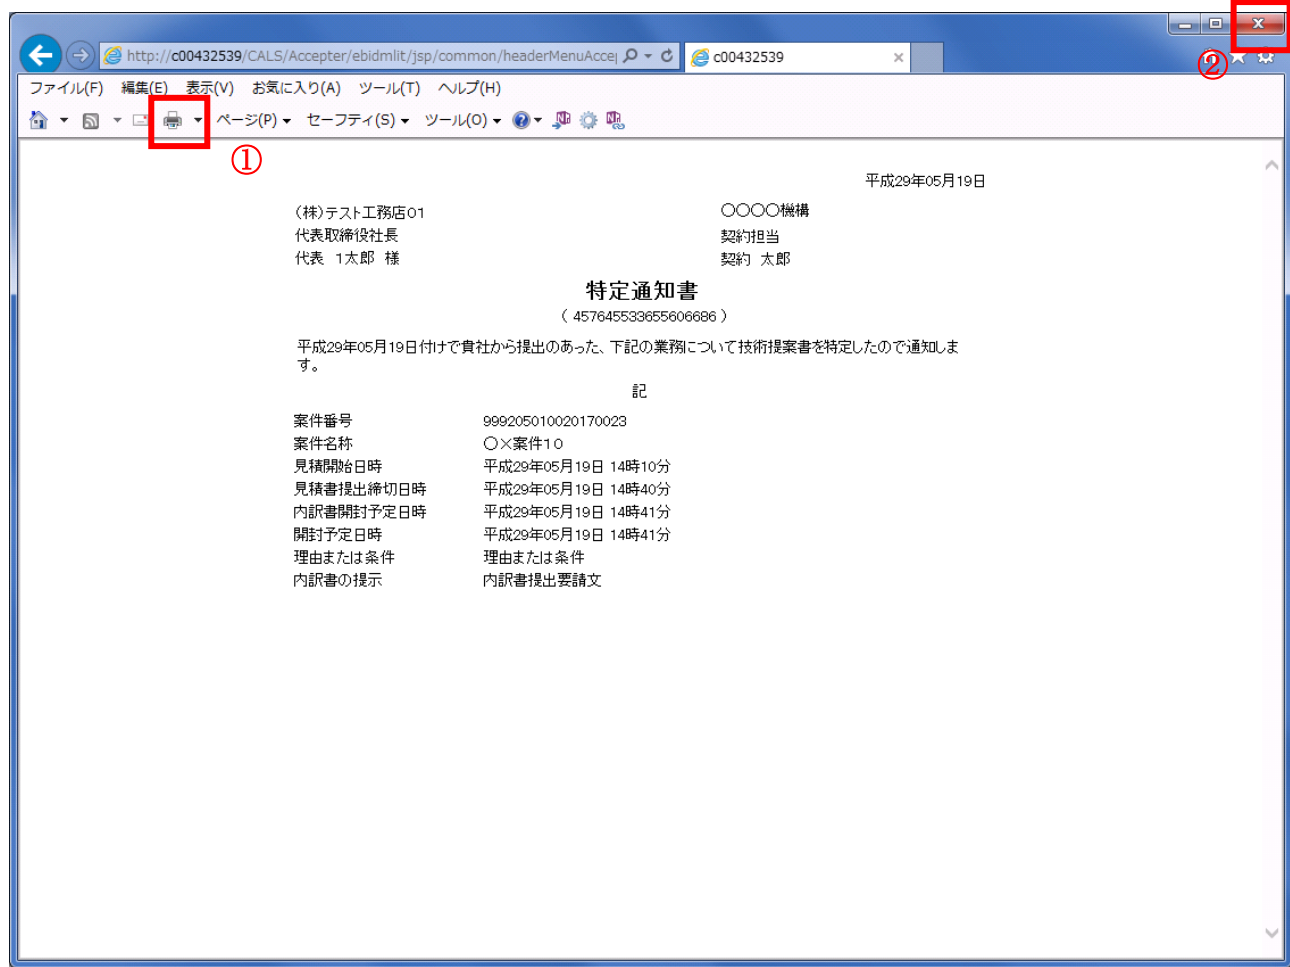 http://c00432539/CALS/Accepter/ebidmlit/jsp/common/headerMenuAcce
c00432539
②
ファイル(F) 編集(E) 表示(V) お気に入り(A) ツール(T) ヘルプ(H)
ページ(P) セーフティ(S) ツール(O)
①
平成29年05月19日
(株)テスト工務店01
〇〇〇〇機構
代表取締役社長
契約担当
代表 1太郎 様
契約 太郎
特定通知書
( 457645533655606686 )
平成29年05月19日付けで貴社から提出のあった、下記の業務について技術提案書を特定したので通知しま
す。
記
案件番号 999205010020170023
案件名称 〇×案件10
見積開始日時 平成29年05月19日 14時10分
見積書提出締切日時 平成29年05月19日 14時40分
内訳書開封予定日時 平成29年05月19日 14時41分
開封予定日時 平成29年05月19日 14時41分
理由または条件 理由または条件
内訳書の提示 内訳書提出要請文